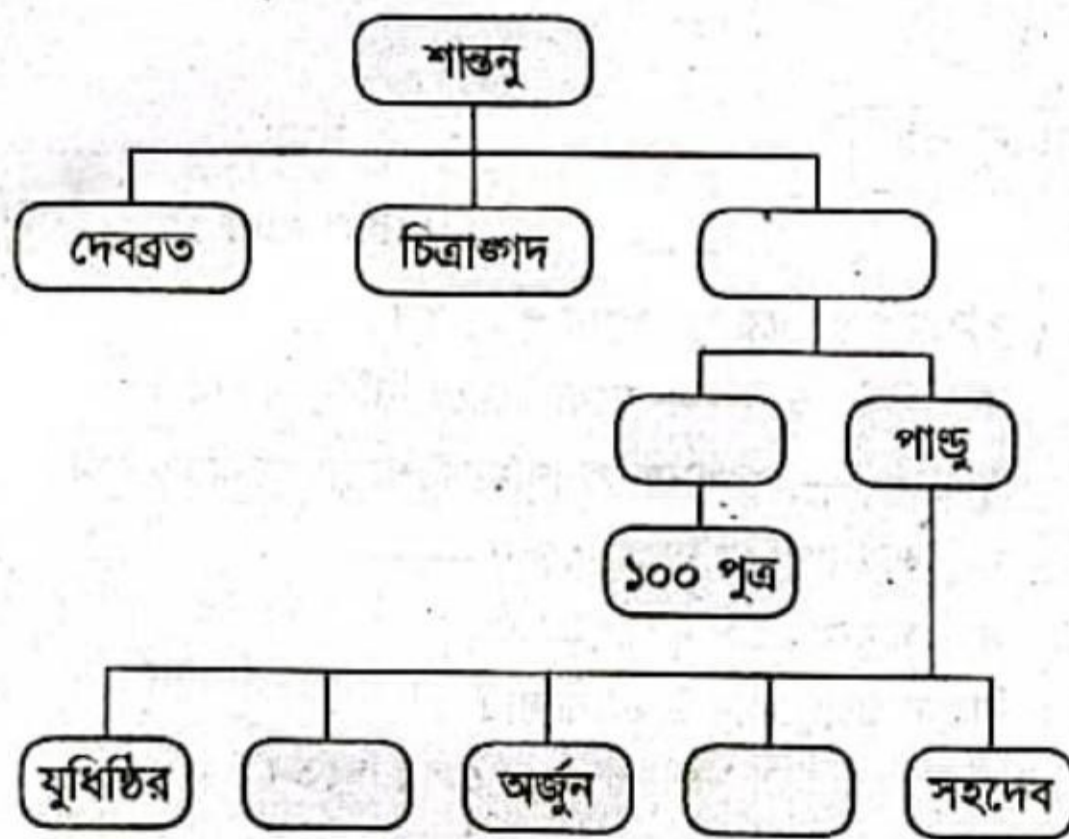 শান্তনু
দেবব্রত চিত্রাঙ্গদ
পাণ্ডু
১০০ পুত্র
যুধিষ্ঠির অর্জুন সহদেব